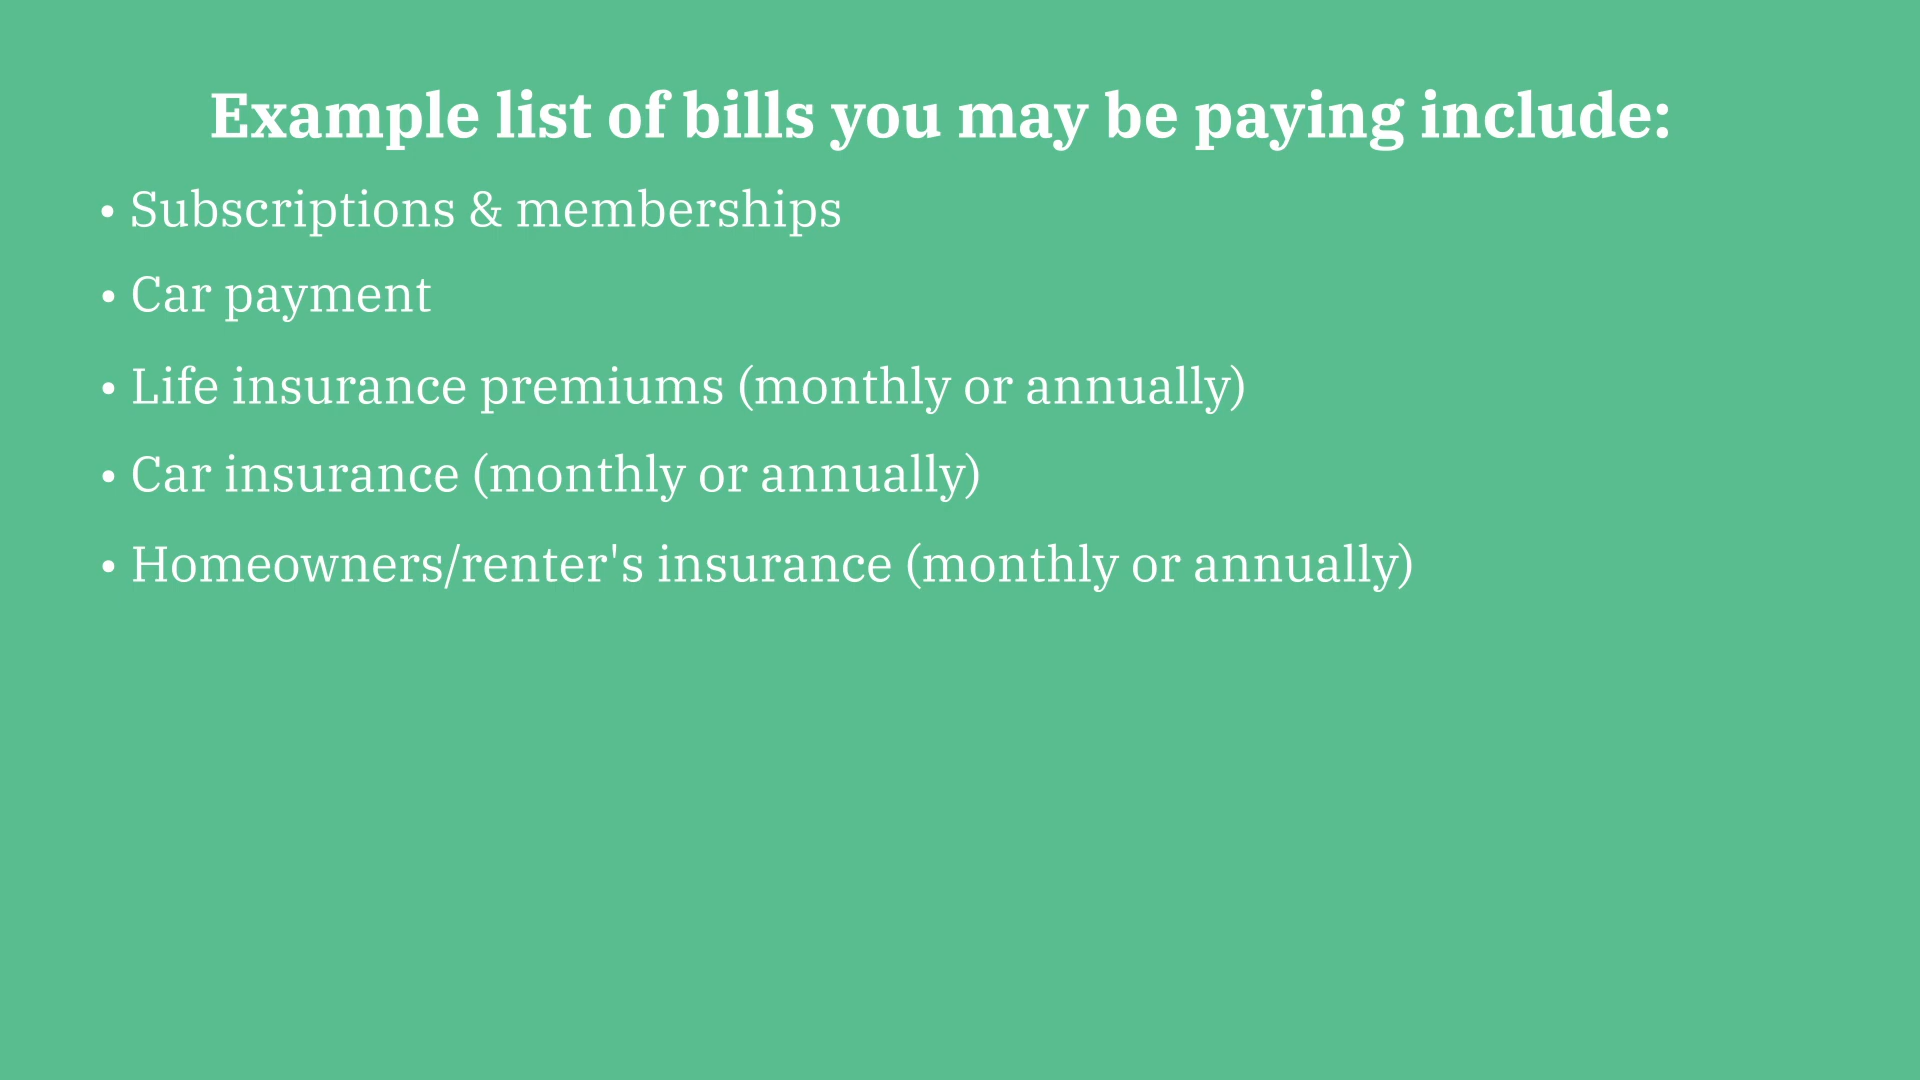 Example list of bills you may be paying include:
• Subscriptions & memberships
• Car payment
• Life insurance premiums (monthly or annually)
• Car insurance (monthly or annually)
• Homeowners/renter's insurance (monthly or annually)